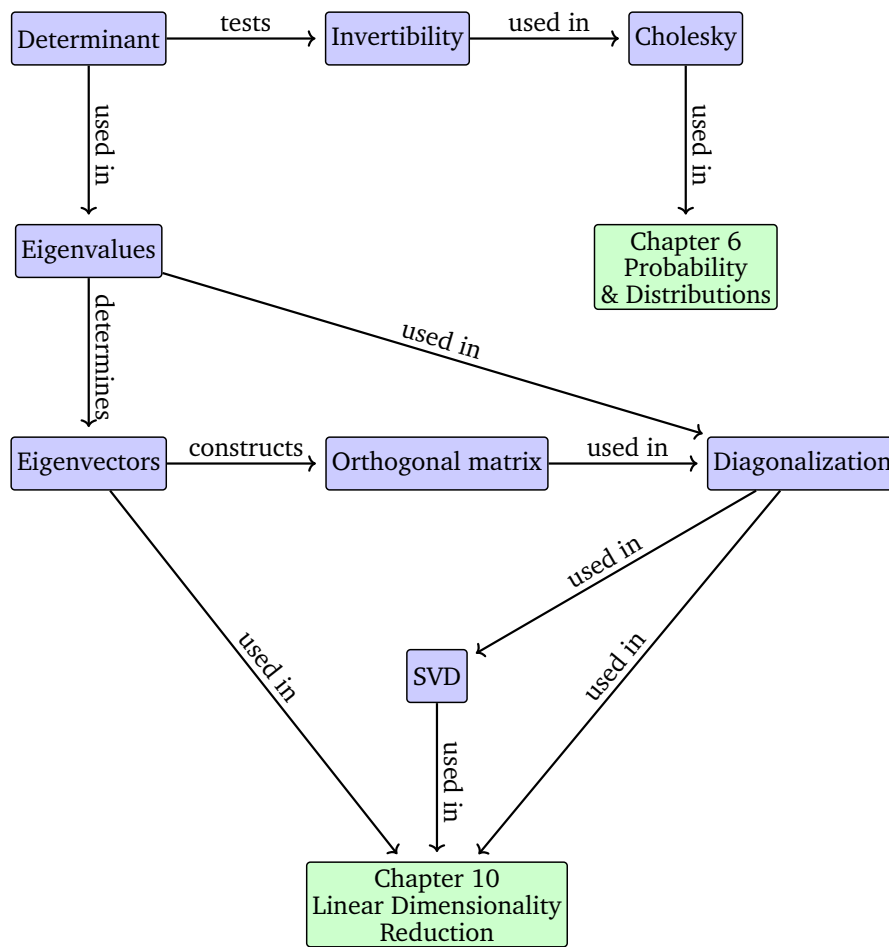 Determinant
tests
Invertibility
used in
Cholesky
used in
used in
Eigenvalues
Chapter 6
Probability
& Distributions
determines
used in
Eigenvectors
constructs
Orthogonal matrix
used in
Diagonalization
used in
used in
used in
SVD
used in
Chapter 10
Linear Dimensionality
Reduction